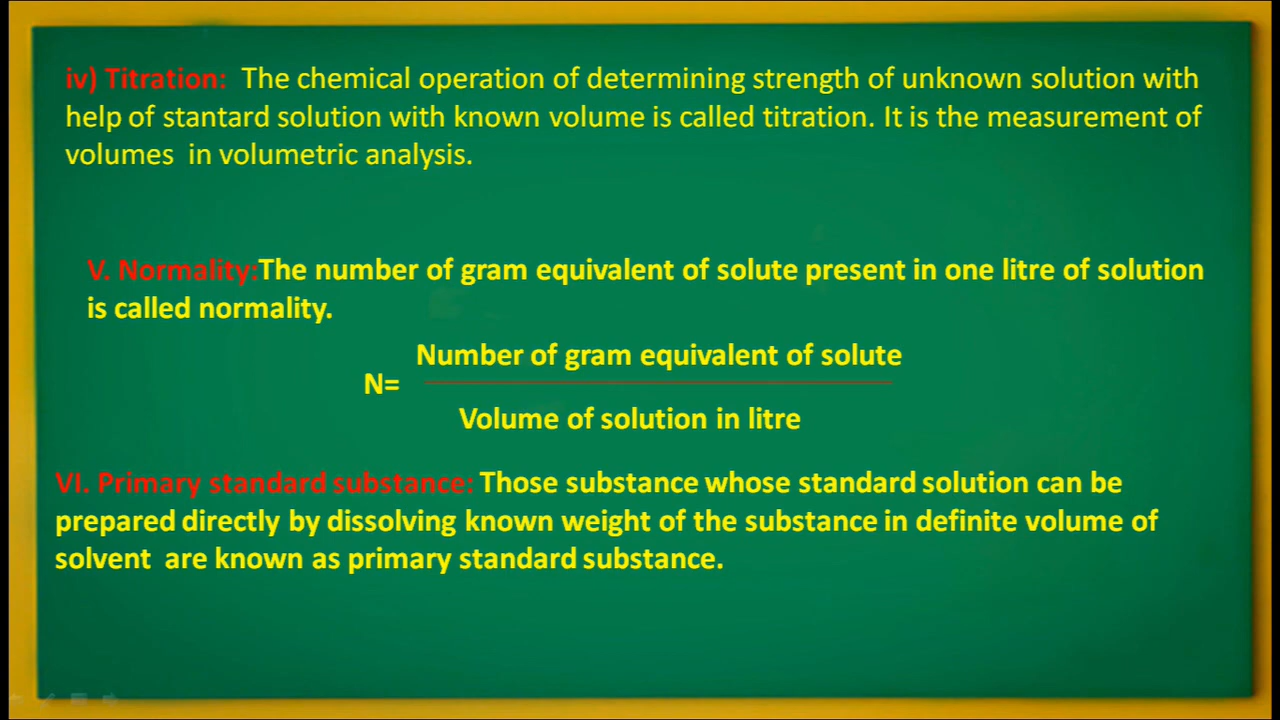 iv) Titration: The chemical operation of determining strength of unknown solution with
help of stantard solution with known volume is called titration. It is the measurement of
volumes in volumetric analysis.
V. Normality:The number of gram equivalent of solute present in one litre of solution
is called normality.
Number of gram equivalent of solute
N=
Volume of solution in litre
VI. Primary standard substance: Those substance whose standard solution can be
prepared directly by dissolving known weight of the substance in definite volume of
solvent are known as primary standard substance.